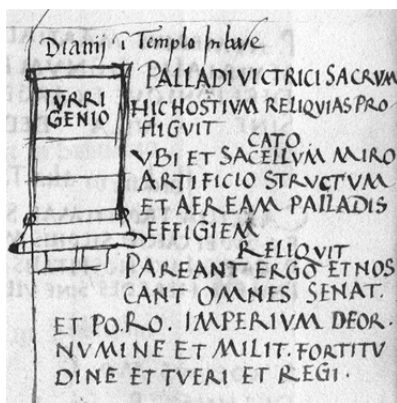 Dianij ī Templo in base
TVRRI
GENIO
PALLADI VICTRICI SACRVM
HIC HOSTIVM RELIQVIAS PRO
FLIGVIT
CATO.
VBI ET SACELLVM MIRO
ARTIFICIO STRVCTVM
ET AEREAM PALLADIS
EFFIGIEM
RELIQVIT
PAREANT ERGO ET NOS
CANT OMNES SENAT.
ET PO.RO. IMPERIVM DEOR.
NVMINE ET MILIT. FORTITV
DINE ET TVERI ET REGI.